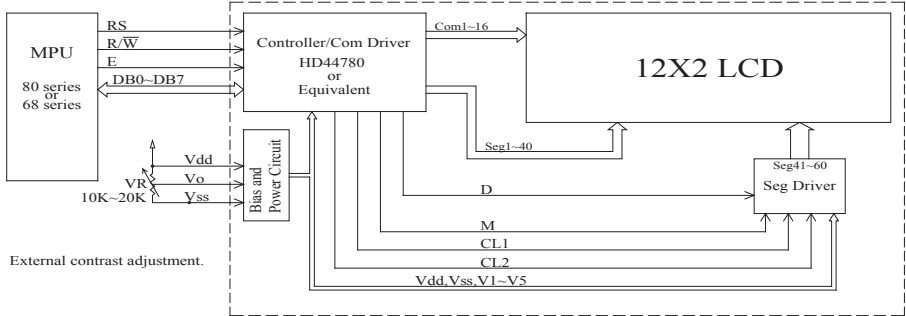 MPU
80 series
or
68 series
RS
R/W̅
E
DB0~DB7
Controller/Com Driver
HD44780
or
Equivalent
Com1~16
12X2 LCD
Seg1~40
Seg41~60
Seg Driver
Vdd
Vo
Vss
VR
10K~20K
Bias and
Power Circuit
D
M
CL1
CL2
Vdd,Vss,V1~V5
External contrast adjustment.